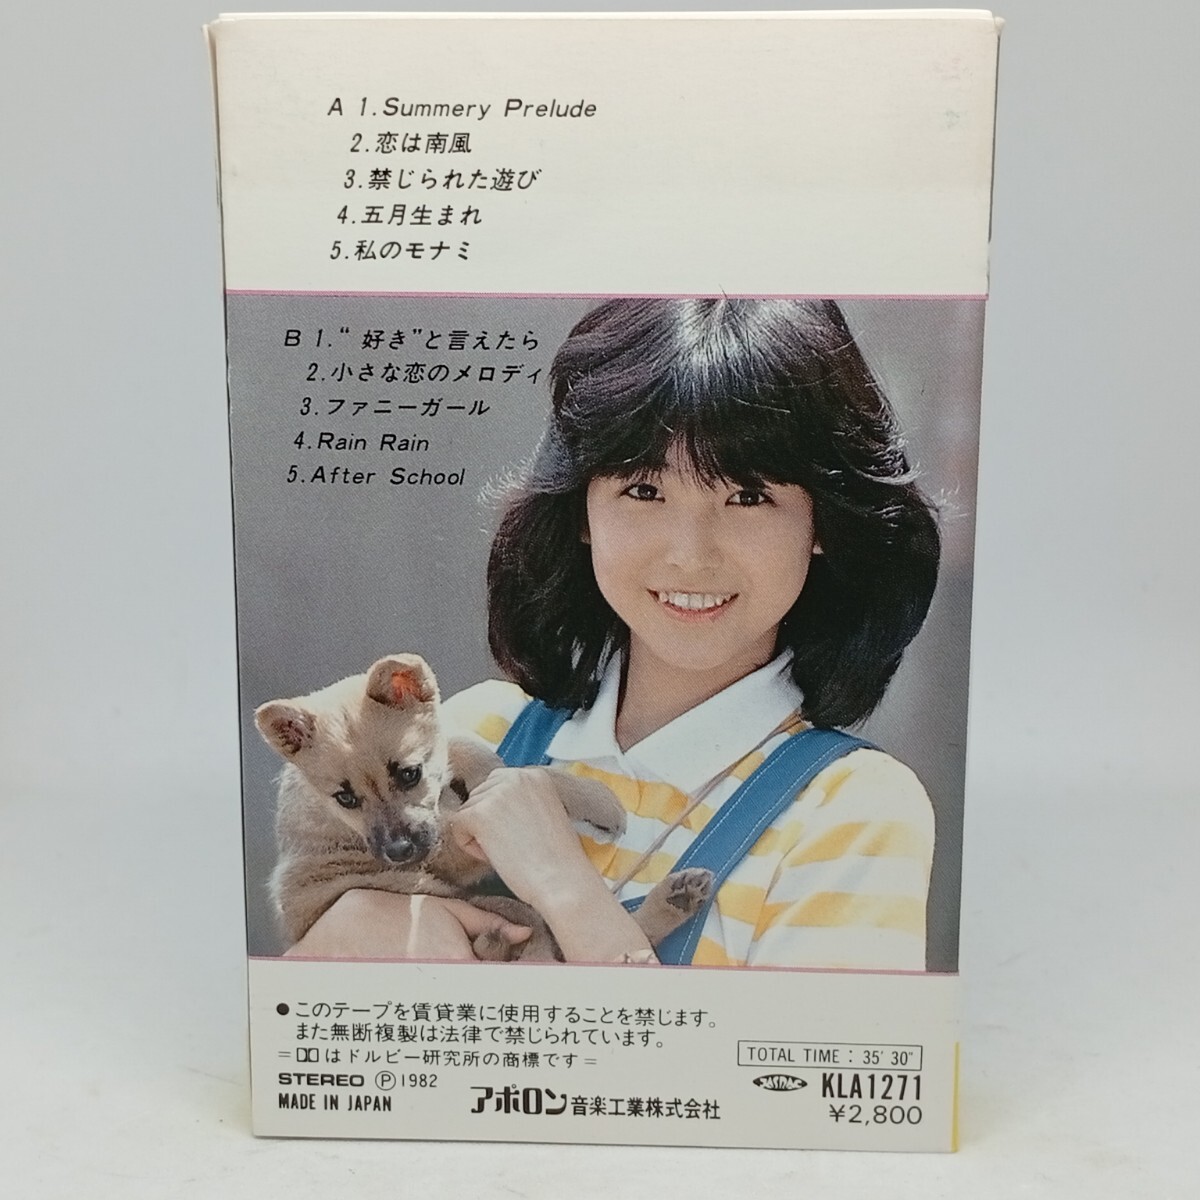 A 1.Summery Prelude
2.恋は南風
3.禁じられた遊び
4.五月生まれ
5.私のモナミ
B 1.“好き”と言えたら
2.小さな恋のメロディ
3.ファニーガール
4.Rain Rain
5.After School
●このテープを賃貸業に使用することを禁じます。
また無断複製は法律で禁じられています。
=はドルビー研究所の商標です=
TOTAL TIME : 35' 30"
STEREO Ⓟ1982
JASRAC KLA1271
MADE IN JAPAN
アポロン音楽工業株式会社
¥2,800